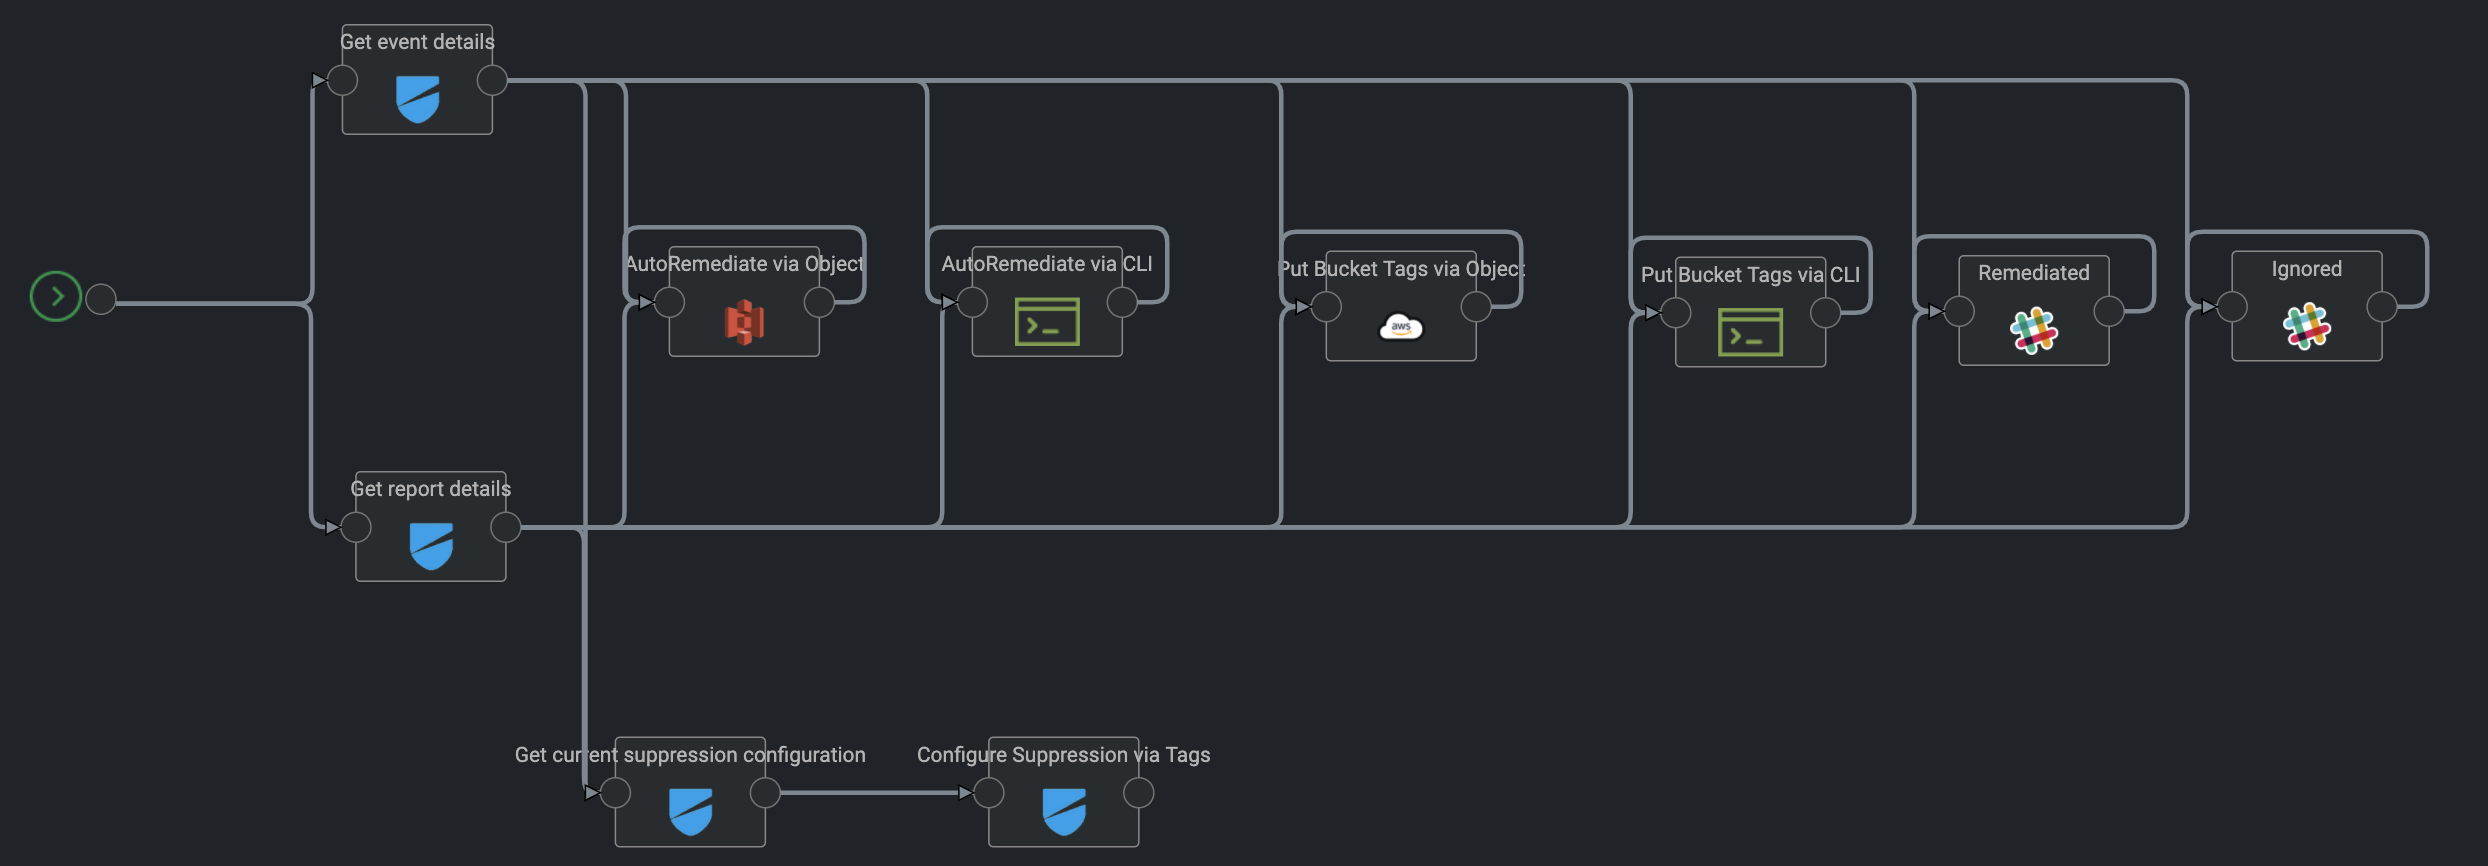 Get event details
AutoRemediate via Object
AutoRemediate via CLI
Put Bucket Tags via Object
aws
Put Bucket Tags via CLI
Remediated
Ignored
Get report details
Get current suppression configuration
Configure Suppression via Tags